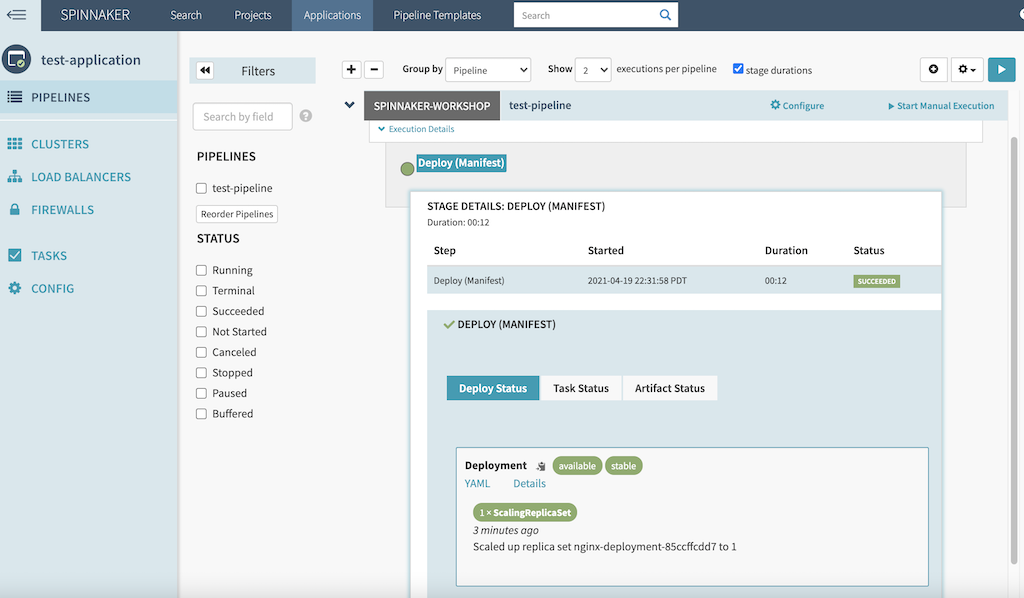 SPINNAKER Search Projects Applications Pipeline Templates Search
test-application
PIPELINES
CLUSTERS
LOAD BALANCERS
FIREWALLS
TASKS
CONFIG
Filters
Search by field ?
PIPELINES
test-pipeline
Reorder Pipelines
STATUS
Running
Terminal
Succeeded
Not Started
Canceled
Stopped
Paused
Buffered
Group by Pipeline Show 2 executions per pipeline stage durations
SPINNAKER-WORKSHOP test-pipeline Configure Start Manual Execution
Execution Details
Deploy (Manifest)
STAGE DETAILS: DEPLOY (MANIFEST)
Duration: 00:12
Step Started Duration Status
Deploy (Manifest) 2021-04-19 22:31:58 PDT 00:12 SUCCEEDED
DEPLOY (MANIFEST)
Deploy Status Task Status Artifact Status
Deployment available stable
YAML Details
1 × ScalingReplicaSet
3 minutes ago
Scaled up replica set nginx-deployment-85ccffcdd7 to 1